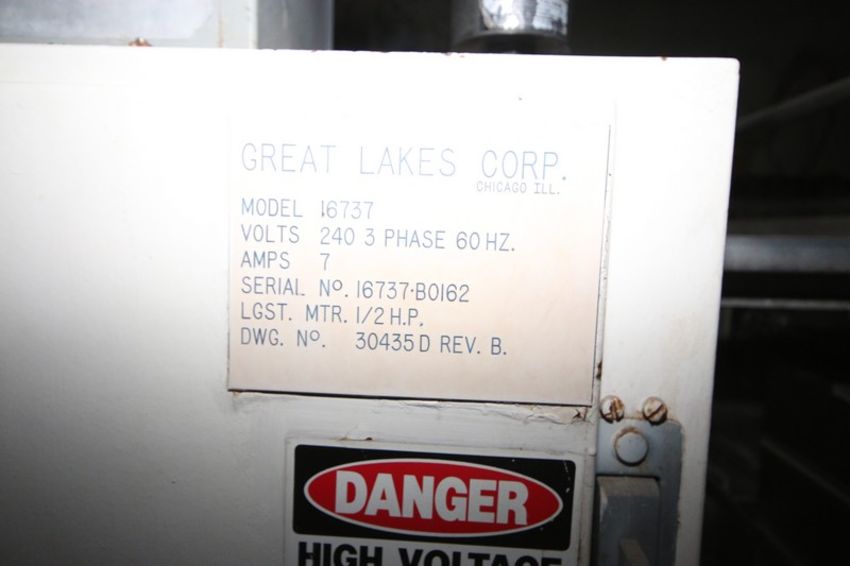 GREAT LAKES CORP.
CHICAGO ILL.
MODEL 16737
VOLTS 240 3 PHASE 60 HZ.
AMPS 7
SERIAL NO. 16737-B0162
LGST. MTR. 1/2 H.P.
DWG. NO. 30435D REV. B.
DANGER
HIGH VOLTAGE